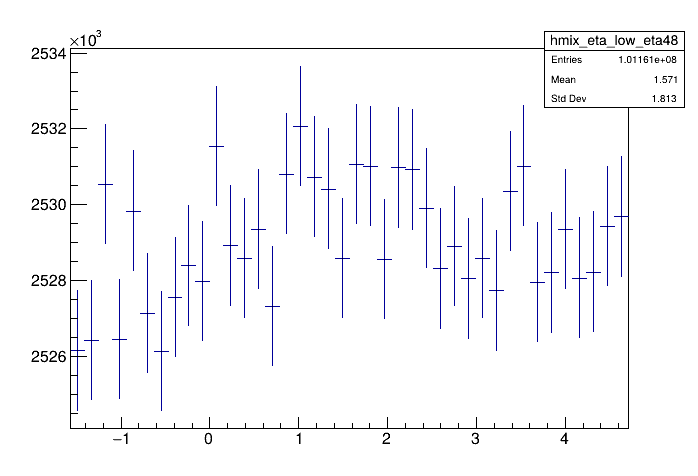 ×10³
hmix_eta_low_eta48
Entries 1.01161e+08
Mean 1.571
Std Dev 1.813
2534
2532
2530
2528
2526
−1 0 1 2 3 4